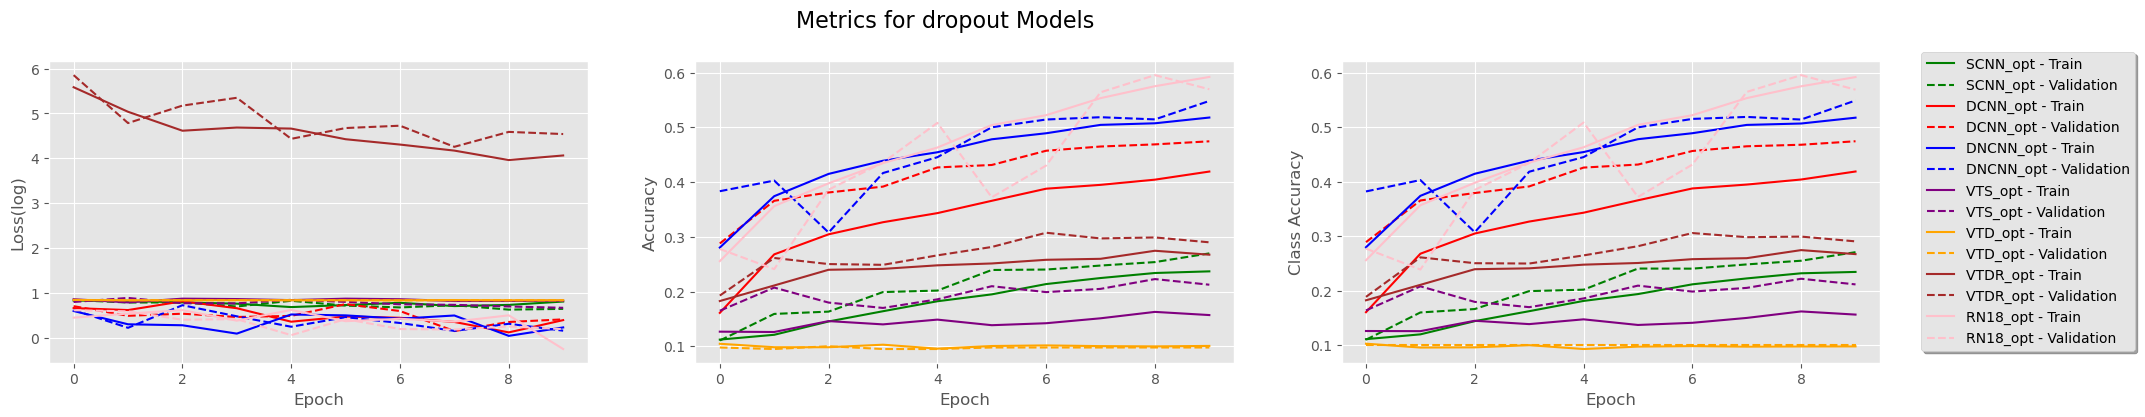 Metrics for dropout Models
Loss(log)
6
5
4
3
2
1
0
0 2 4 6 8
Epoch
Accuracy
0.6
0.5
0.4
0.3
0.2
0.1
0 2 4 6 8
Epoch
Class Accuracy
0.6
0.5
0.4
0.3
0.2
0.1
0 2 4 6 8
Epoch
SCNN_opt - Train
SCNN_opt - Validation
DCNN_opt - Train
DCNN_opt - Validation
DNCNN_opt - Train
DNCNN_opt - Validation
VTS_opt - Train
VTS_opt - Validation
VTD_opt - Train
VTD_opt - Validation
VTDR_opt - Train
VTDR_opt - Validation
RN18_opt - Train
RN18_opt - Validation